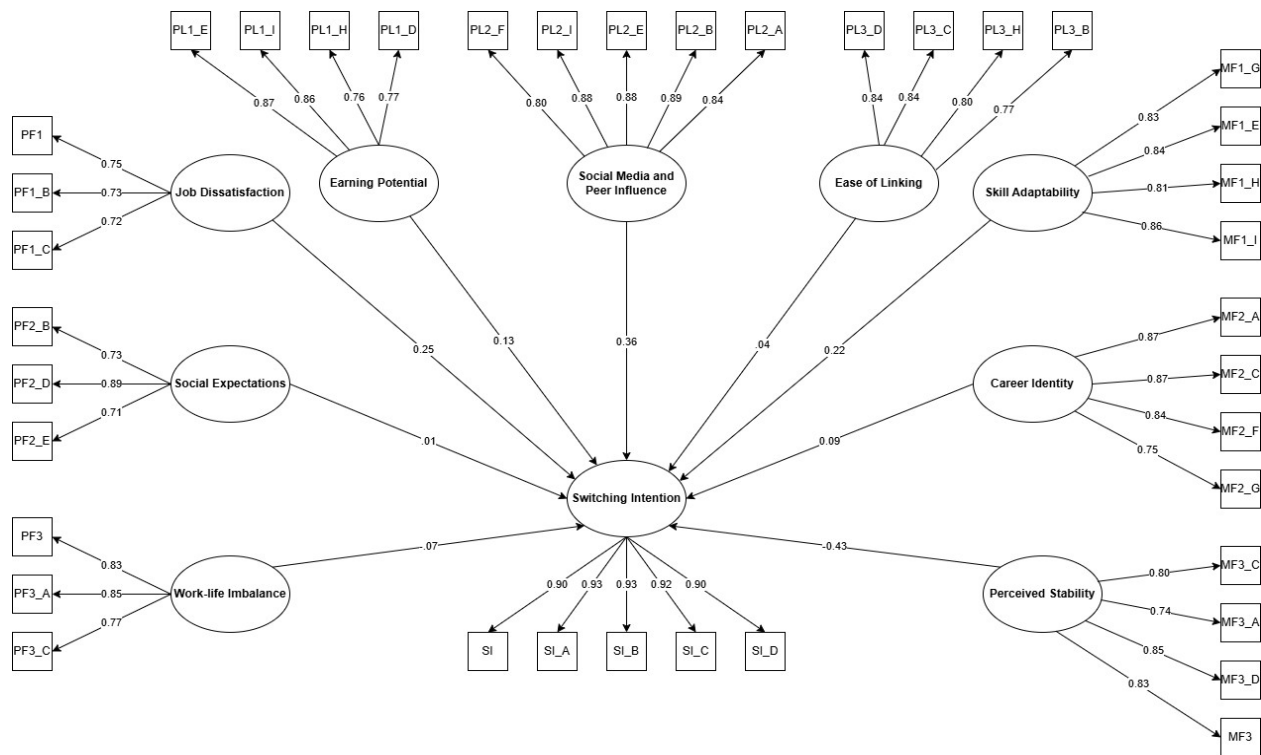 PL1_E
PL1_I
PL1_H
PL1_D
PL2_F
PL2_I
PL2_E
PL2_B
PL2_A
PL3_D
PL3_C
PL3_H
PL3_B
MF1_G
0.87
0.86
0.76
0.77
0.80
0.88
0.88
0.89
0.84
0.84
0.84
0.80
0.77
0.83
PF1
0.75
MF1_E
0.84
PF1_B
0.73
Job Dissatisfaction
Earning Potential
Social Media and
Peer Influence
Ease of Linking
Skill Adaptability
0.81
MF1_H
PF1_C
0.72
0.86
MF1_I
PF2_B
0.73
0.25
0.13
0.36
.04
0.22
0.87
MF2_A
PF2_D
0.89
Social Expectations
Career Identity
0.87
MF2_C
PF2_E
0.71
.01
0.09
0.84
MF2_F
0.75
MF2_G
Switching Intention
PF3
0.83
.07
-0.43
0.80
MF3_C
PF3_A
0.85
Work-life Imbalance
0.90
0.93
0.93
0.92
0.90
Perceived Stability
0.74
MF3_A
PF3_C
0.77
SI
SI_A
SI_B
SI_C
SI_D
0.85
MF3_D
0.83
MF3